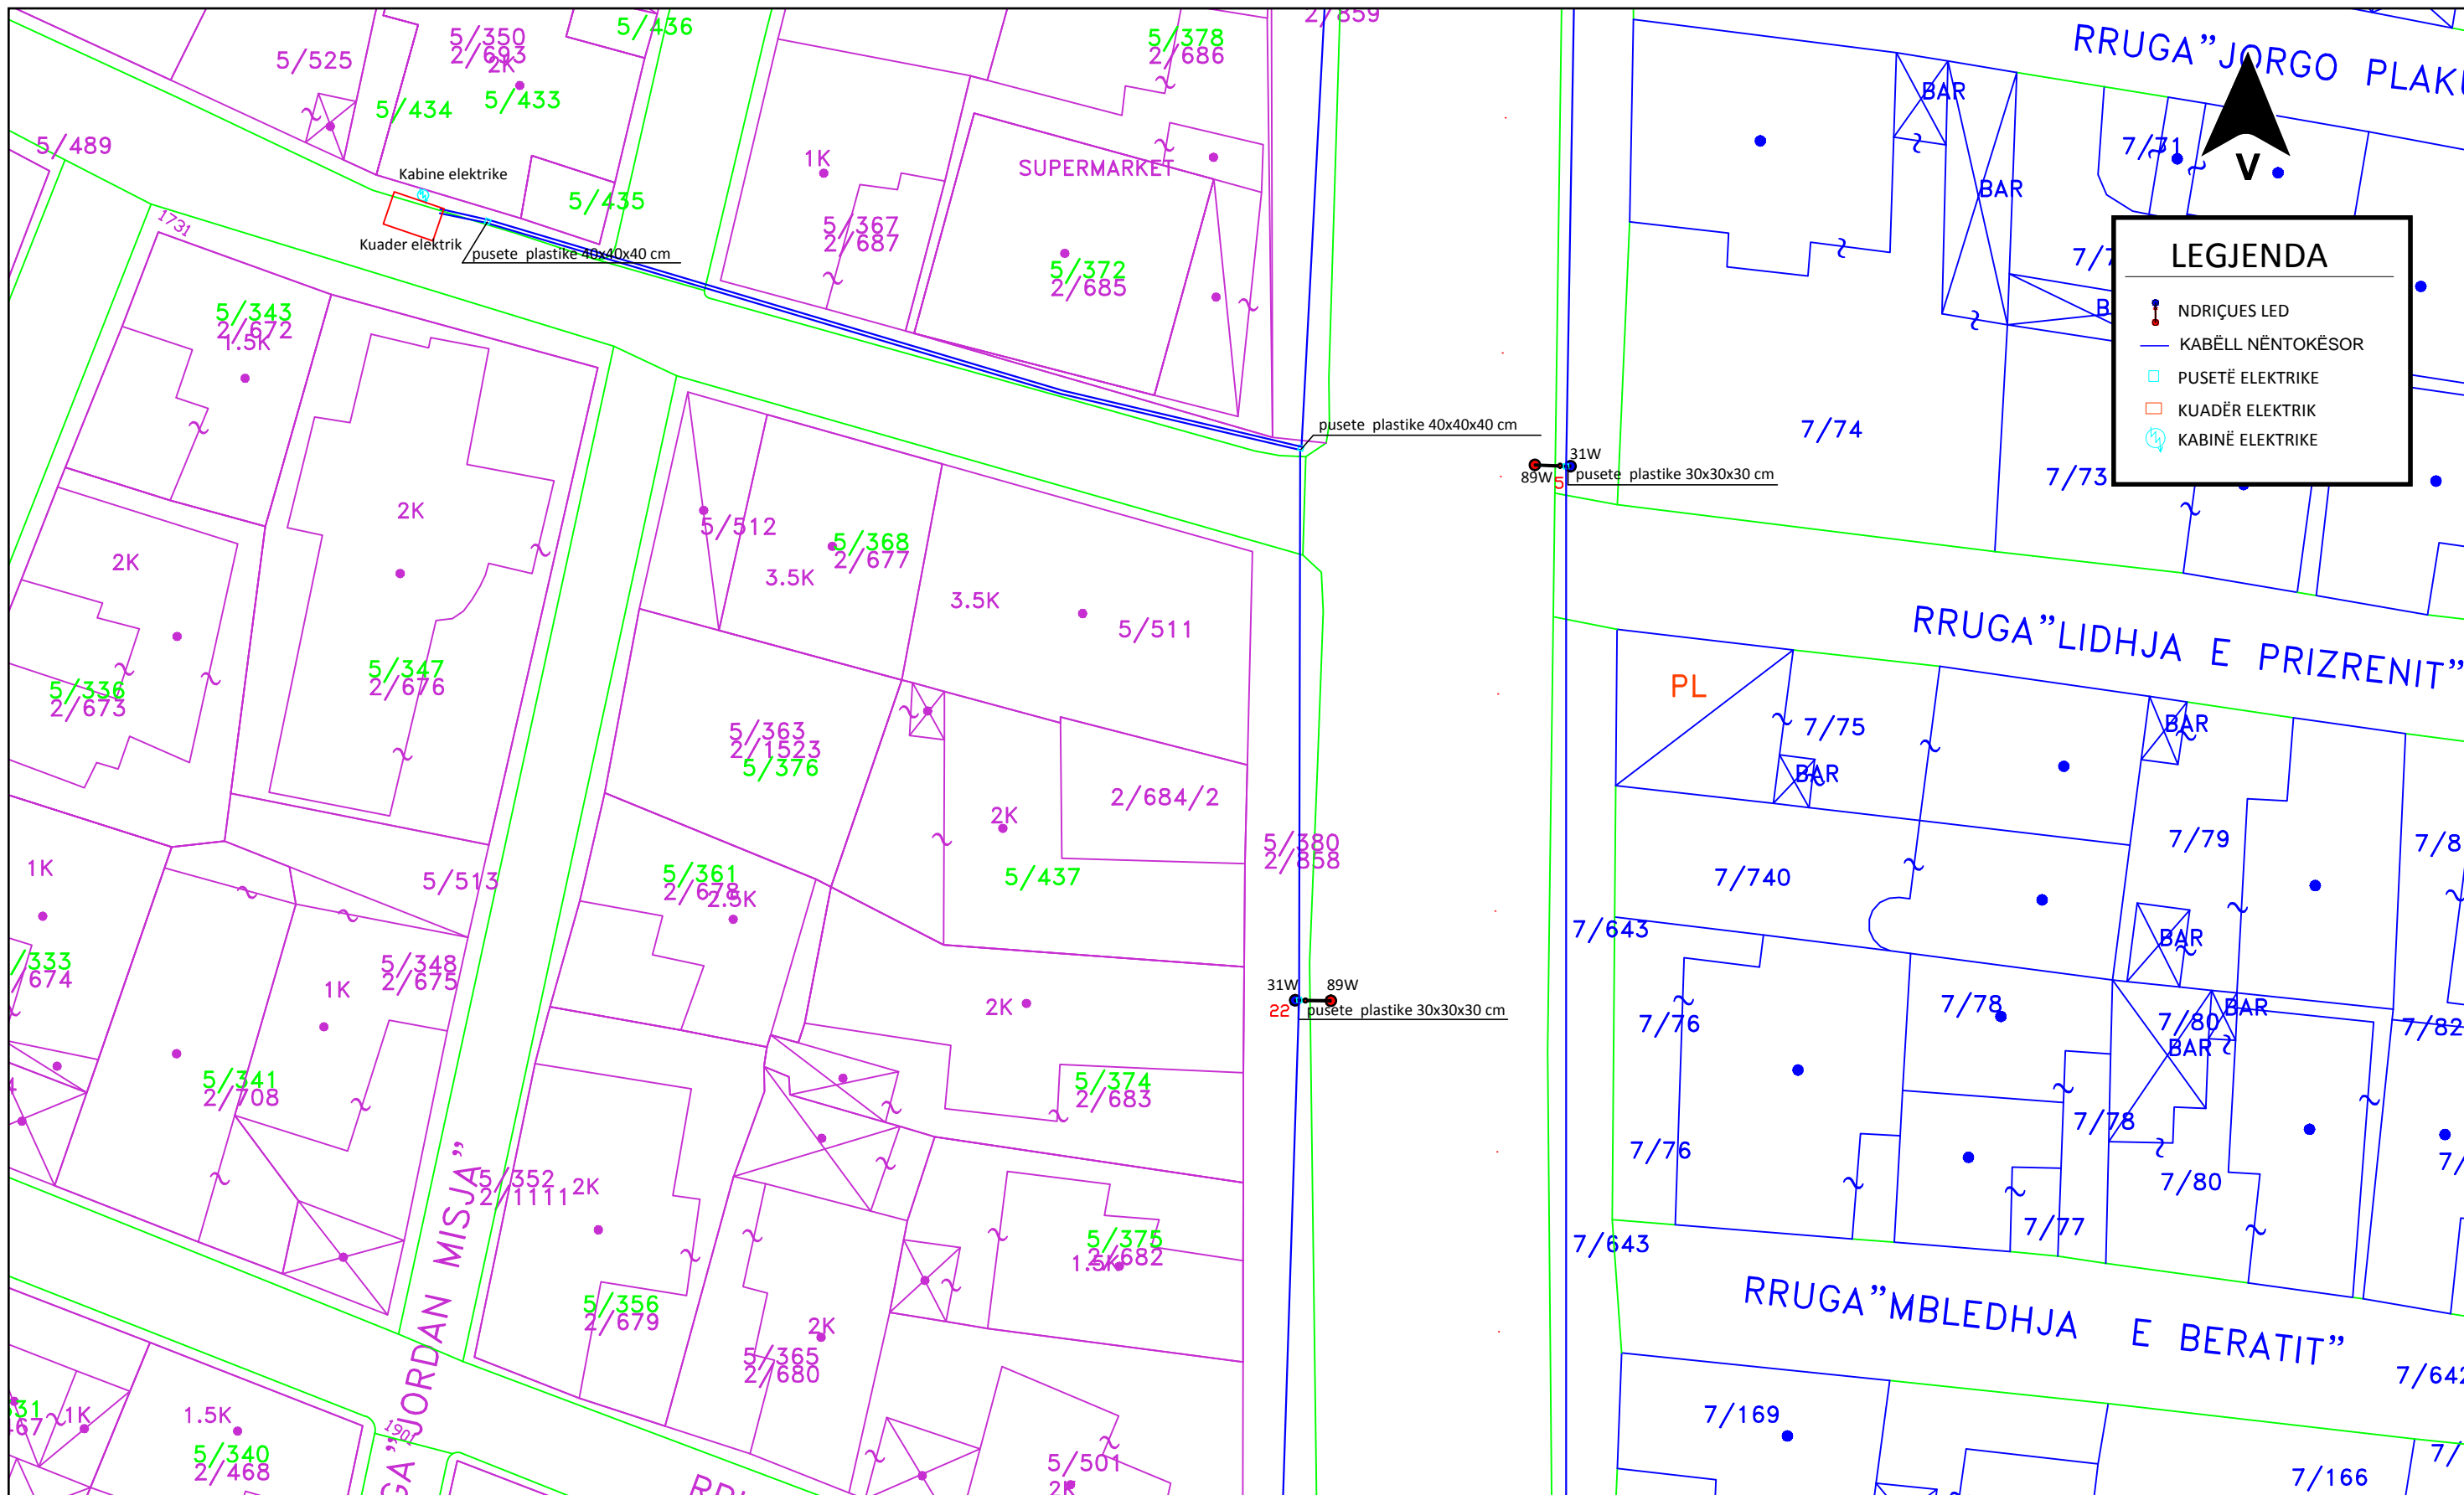 2/859
5/436
5/350
2/693
2K
5/525
5/434
5/433
5/378
2/686
RRUGA"JORGO
BAR
7/71
V
5/489
Kabine elektrike
1K
SUPERMARKET
BAR
5/435
1731
Kuader elektrik
pusete plastike 40x40x40 cm
5/367
2/687
5/372
2/685
LEGJENDA
NDRIÇUES LED
KABËLL NËNTOKËSOR
PUSETË ELEKTRIKE
KUADËR ELEKTRIK
KABINË ELEKTRIKE
5/343
2/672
1.5K
pusete plastike 40x40x40 cm
7/74
31W
89W
5
pusete plastike 30x30x30 cm
7/73
2K
5/512
5/368
2/677
3.5K
2K
3.5K
5/511
RRUGA"LIDHJA E PRIZRENIT"
5/347
2/676
5/336
2/673
PL
7/75
BAR
BAR
5/363
2/1523
5/376
2/684/2
2K
5/380
2/858
7/79
1K
5/513
5/361
2/678
2.5K
5/437
7/740
7/643
BAR
/333
5/348
2/675
1K
31W
89W
22
pusete plastike 30x30x30 cm
2K
7/76
7/78
7/80
BAR
BAR
7/82
5/341
2/708
5/374
2/683
7/78
7/76
7/80
5/352
2/1111
2K
5/375
2/682
1.5K
7/77
7/643
RRUGA"MBLEDHJA E BERATIT"
5/356
2/679
2K
5/365
2/680
JORDAN MISJA"
7/642
1K
1.5K
1901
5/340
2/468
5/501
2K
7/169
7/166